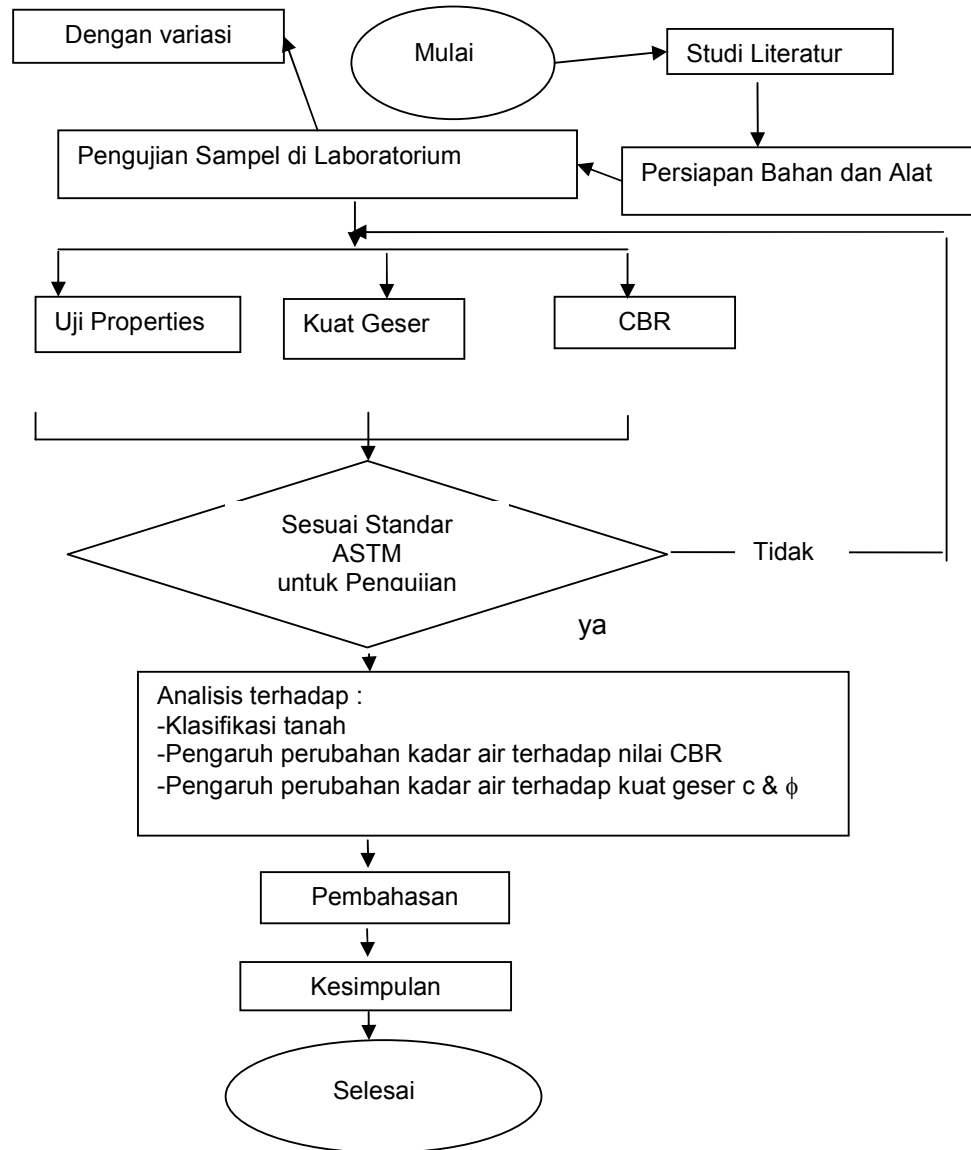 Mulai
Studi Literatur
Persiapan Bahan dan Alat
Pengujian Sampel di Laboratorium
Dengan variasi
Uji Properties
Kuat Geser
CBR
Sesuai Standar
ASTM
untuk Pengujian
Tidak
ya
Analisis terhadap :
-Klasifikasi tanah
-Pengaruh perubahan kadar air terhadap nilai CBR
-Pengaruh perubahan kadar air terhadap kuat geser c & ϕ
Pembahasan
Kesimpulan
Selesai